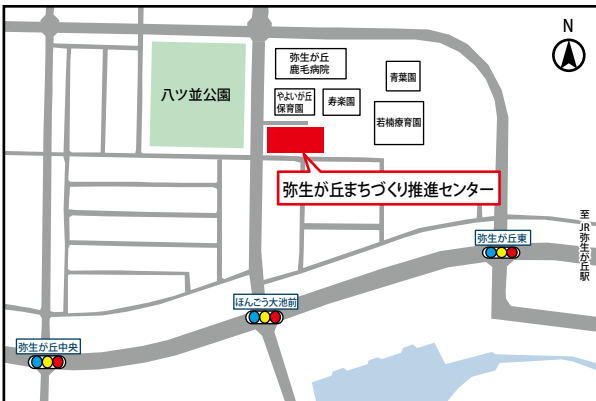 N
弥生が丘
鹿毛病院
青葉園
八ツ並公園
やよいが丘
保育園
寿楽園
若楠療育園
弥生が丘まちづくり推進センター
至JR弥生が丘駅
弥生が丘東
ほんごう大池前
弥生が丘中央